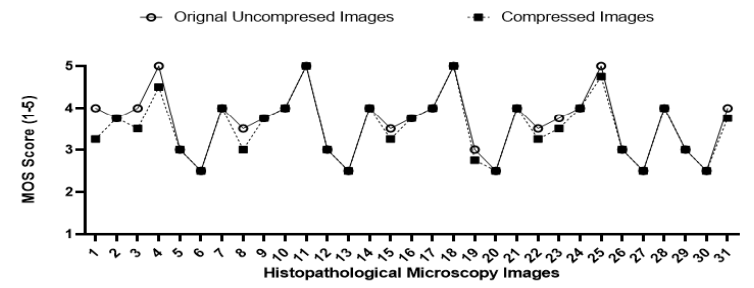 Orignal Uncompresed Images Compressed Images
MOS Score (1-5)
5
4
3
2
1
1 2 3 4 5 6 7 8 9 10 11 12 13 14 15 16 17 18 19 20 21 22 23 24 25 26 27 28 29 30 31
Histopathological Microscopy Images